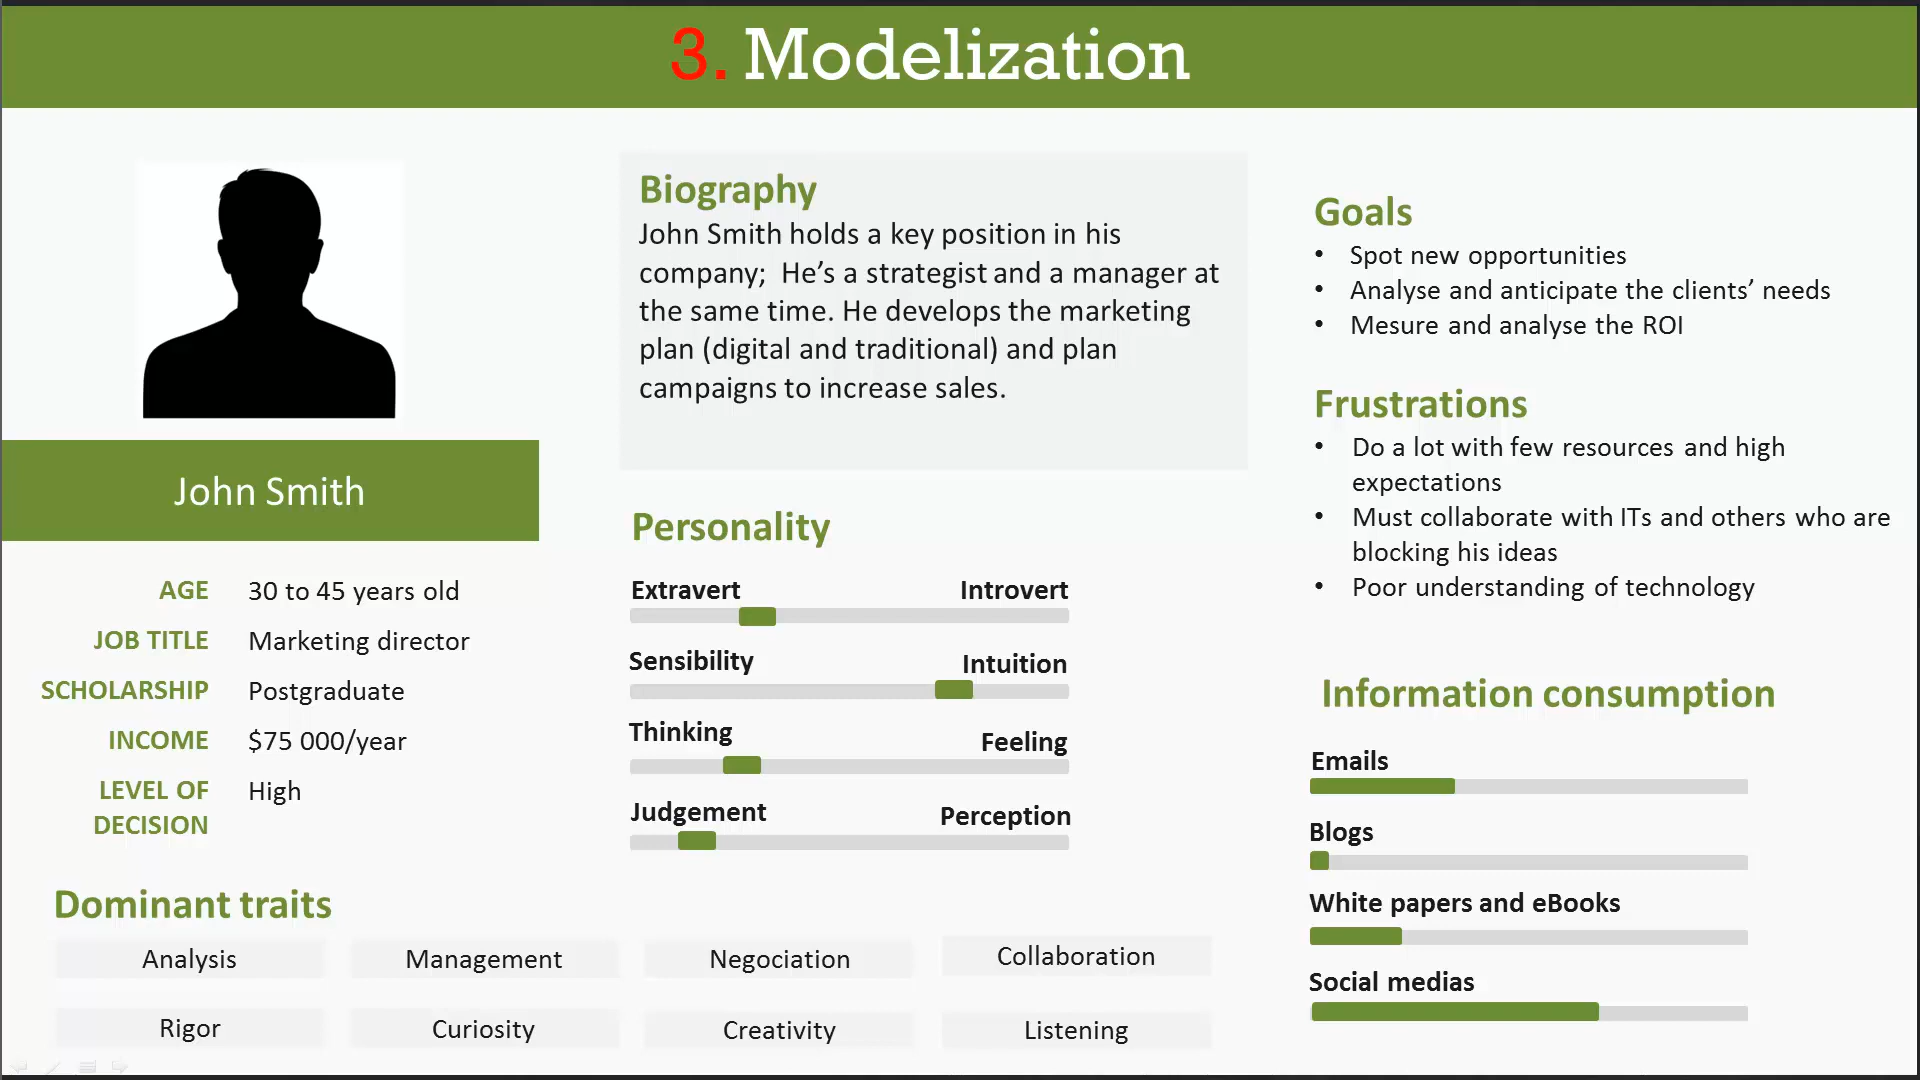 3. Modelization
John Smith
AGE 30 to 45 years old
JOB TITLE Marketing director
SCHOLARSHIP Postgraduate
INCOME $75 000/year
LEVEL OF High
DECISION
Biography
John Smith holds a key position in his
company;  He’s a strategist and a manager at
the same time. He develops the marketing
plan (digital and traditional) and plan
campaigns to increase sales.
Personality
Extravert Introvert
Sensibility Intuition
Thinking Feeling
Judgement Perception
Goals
• Spot new opportunities
• Analyse and anticipate the clients’ needs
• Mesure and analyse the ROI
Frustrations
• Do a lot with few resources and high
expectations
• Must collaborate with ITs and others who are
blocking his ideas
• Poor understanding of technology
Information consumption
Emails
Blogs
White papers and eBooks
Social medias
Dominant traits
Analysis Management Negociation Collaboration
Rigor Curiosity Creativity Listening